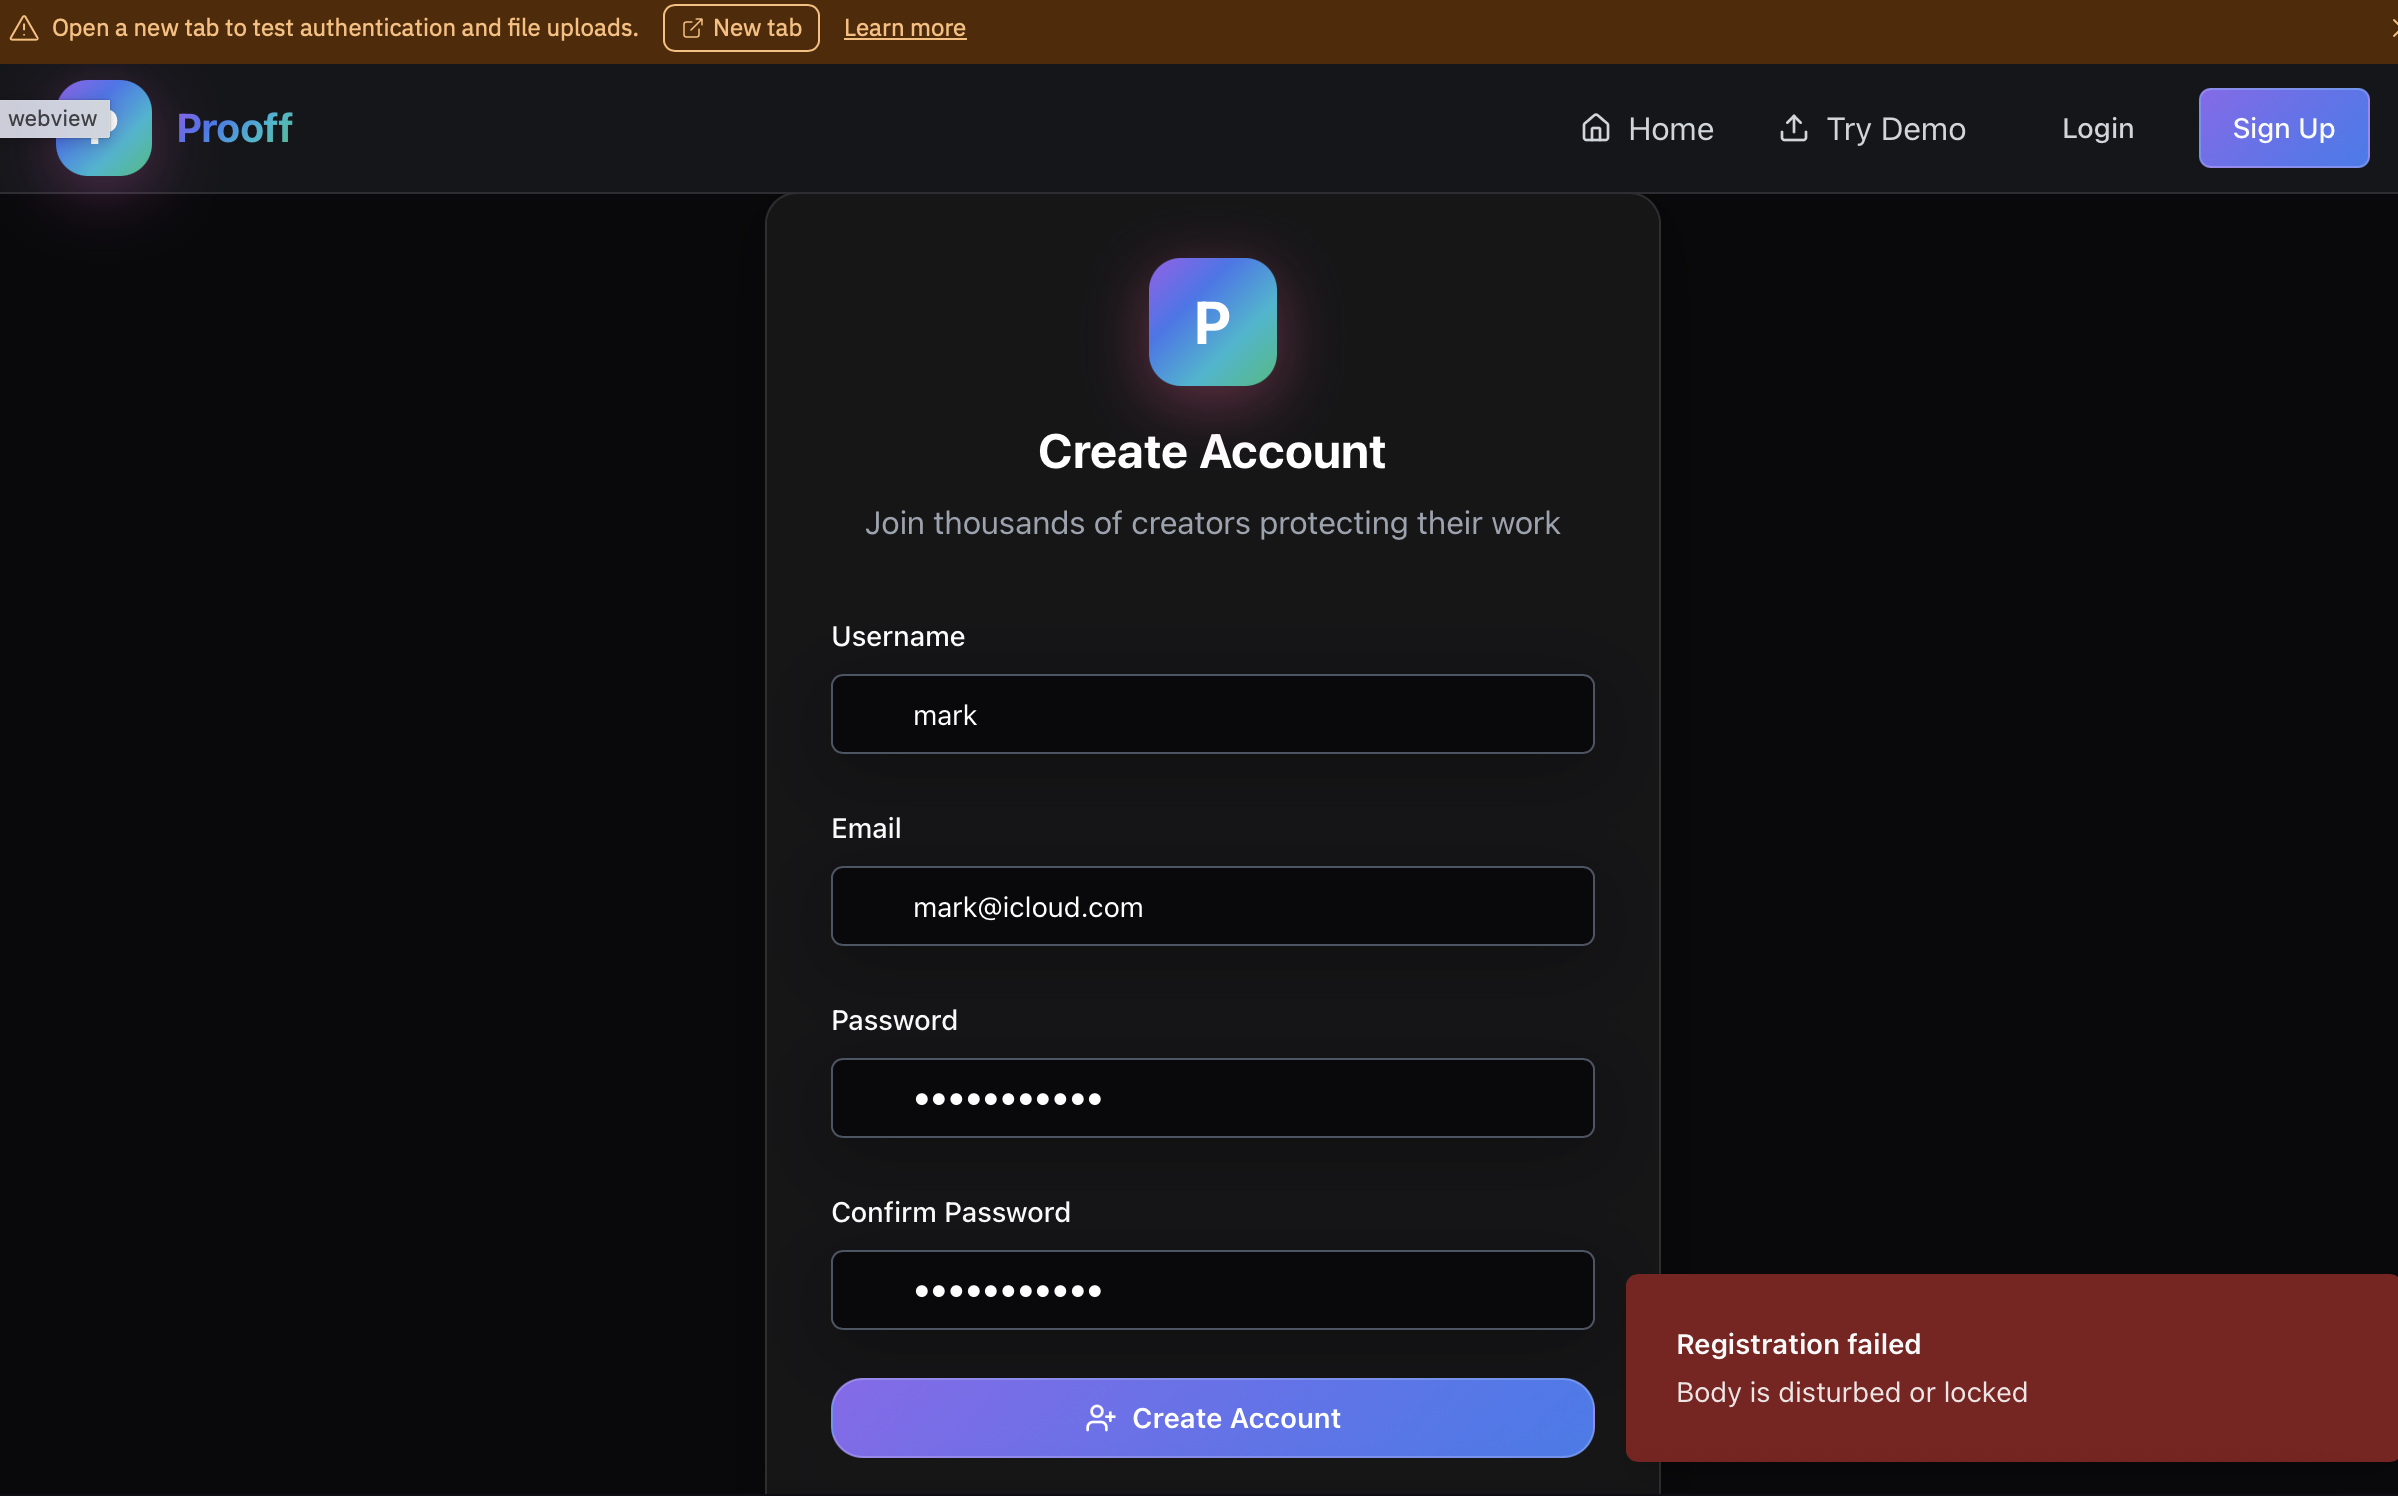 Open a new tab to test authentication and file uploads. New tab Learn more
webview
P
Prooff
Home Try Demo Login Sign Up
P
Create Account
Join thousands of creators protecting their work
Username
mark
Email
mark@icloud.com
Password
•••••••••••
Confirm Password
•••••••••••
Create Account
Registration failed
Body is disturbed or locked